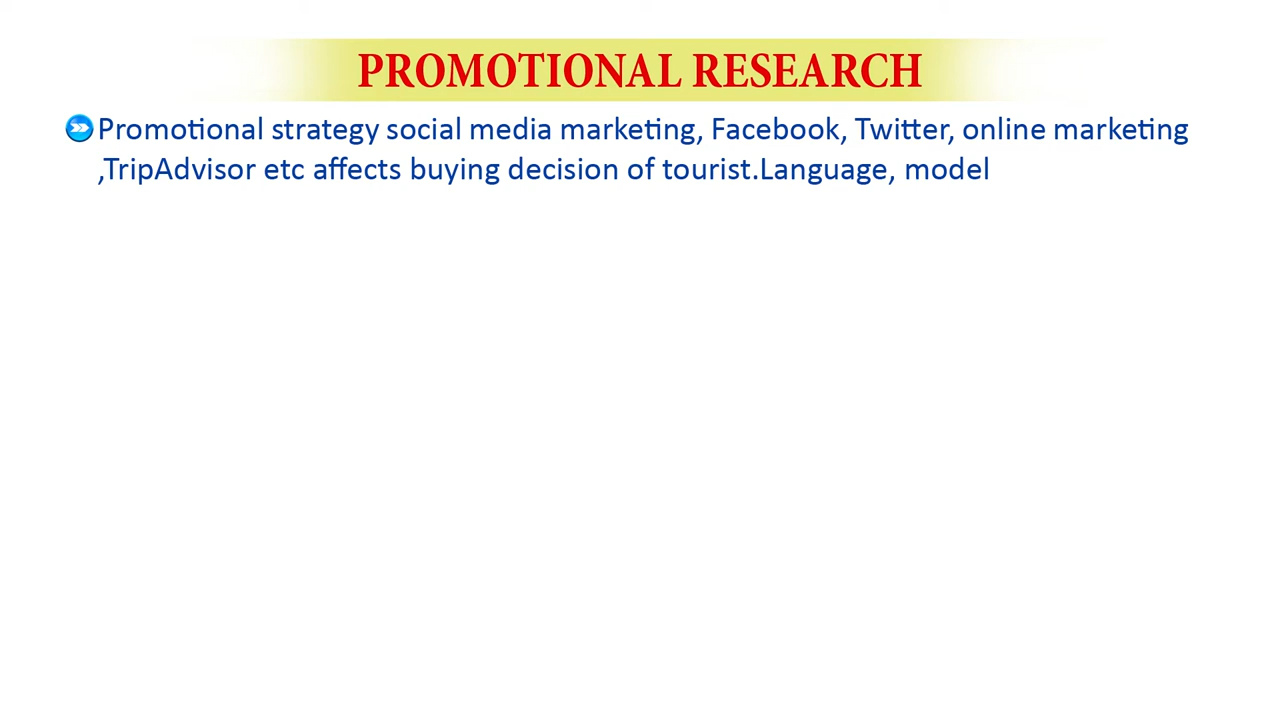 PROMOTIONAL RESEARCH
Promotional strategy social media marketing, Facebook, Twitter, online marketing
,TripAdvisor etc affects buying decision of tourist.Language, model